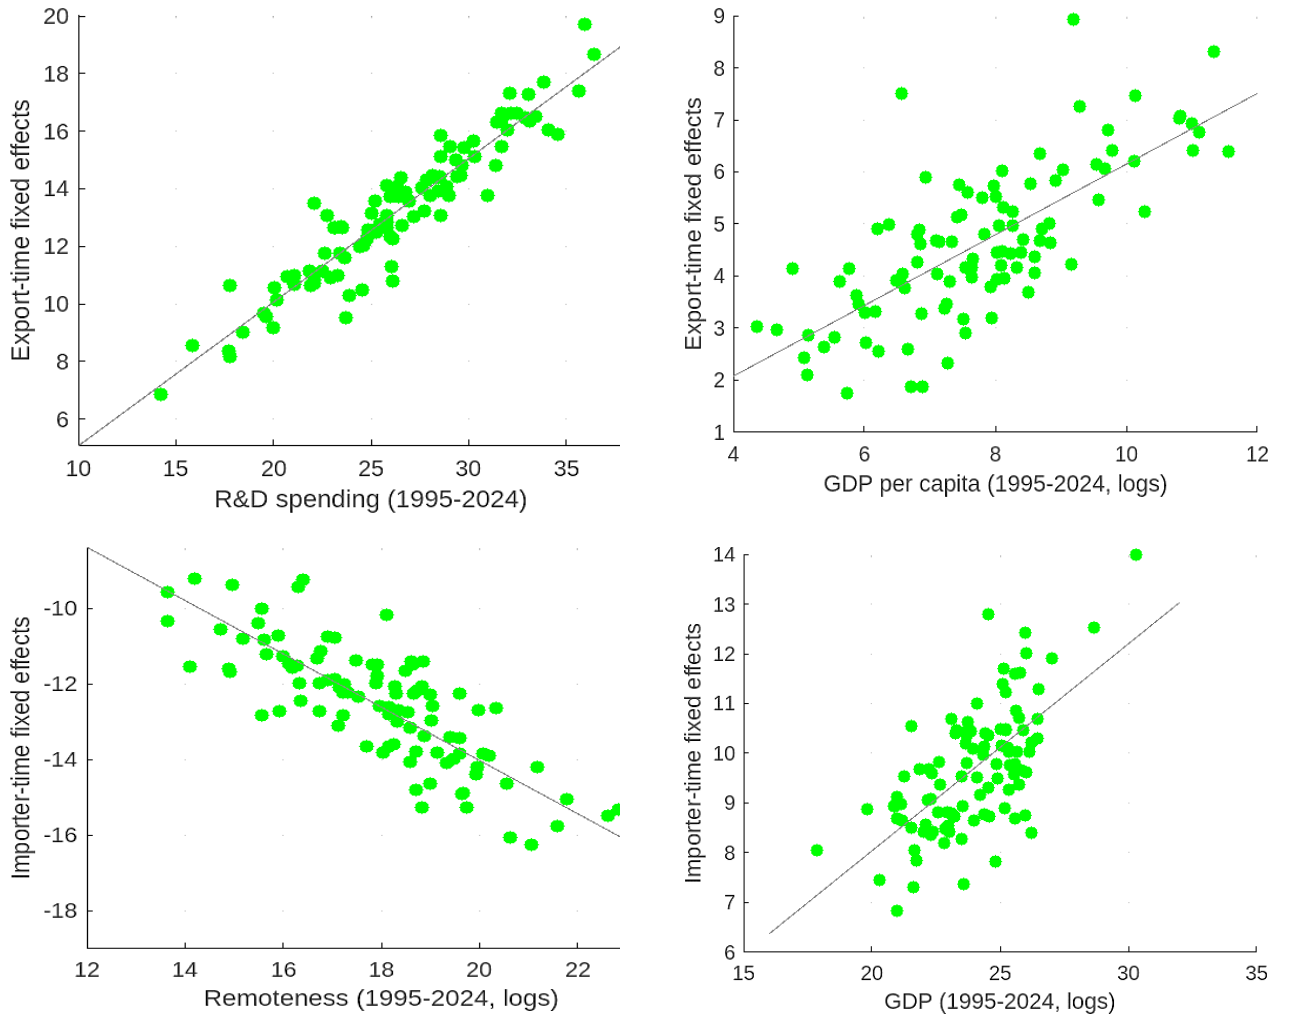 20
18
16
14
12
10
8
6
10 15 20 25 30 35
Export-time fixed effects
R&D spending (1995-2024)
9
8
7
6
5
4
3
2
1
4 6 8 10 12
Export-time fixed effects
GDP per capita (1995-2024, logs)
-10
-12
-14
-16
-18
12 14 16 18 20 22
Importer-time fixed effects
Remoteness (1995-2024, logs)
14
13
12
11
10
9
8
7
6
15 20 25 30 35
Importer-time fixed effects
GDP (1995-2024, logs)